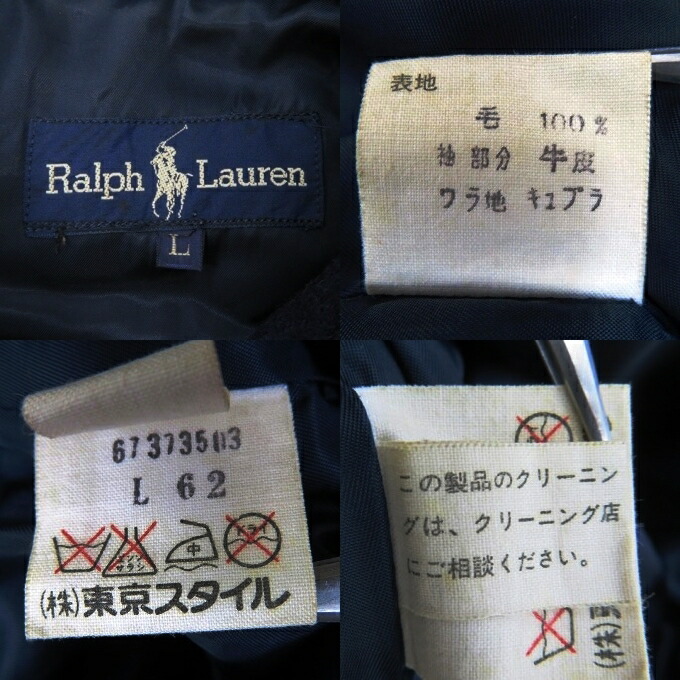 Ralph Lauren
L
表地
毛 100%
袖部分 牛皮
ウラ地 キュプラ
67373503
L 62
中
(株)東京スタイル
この製品のクリーニン
グは、クリーニング店
にご相談ください。
(株)